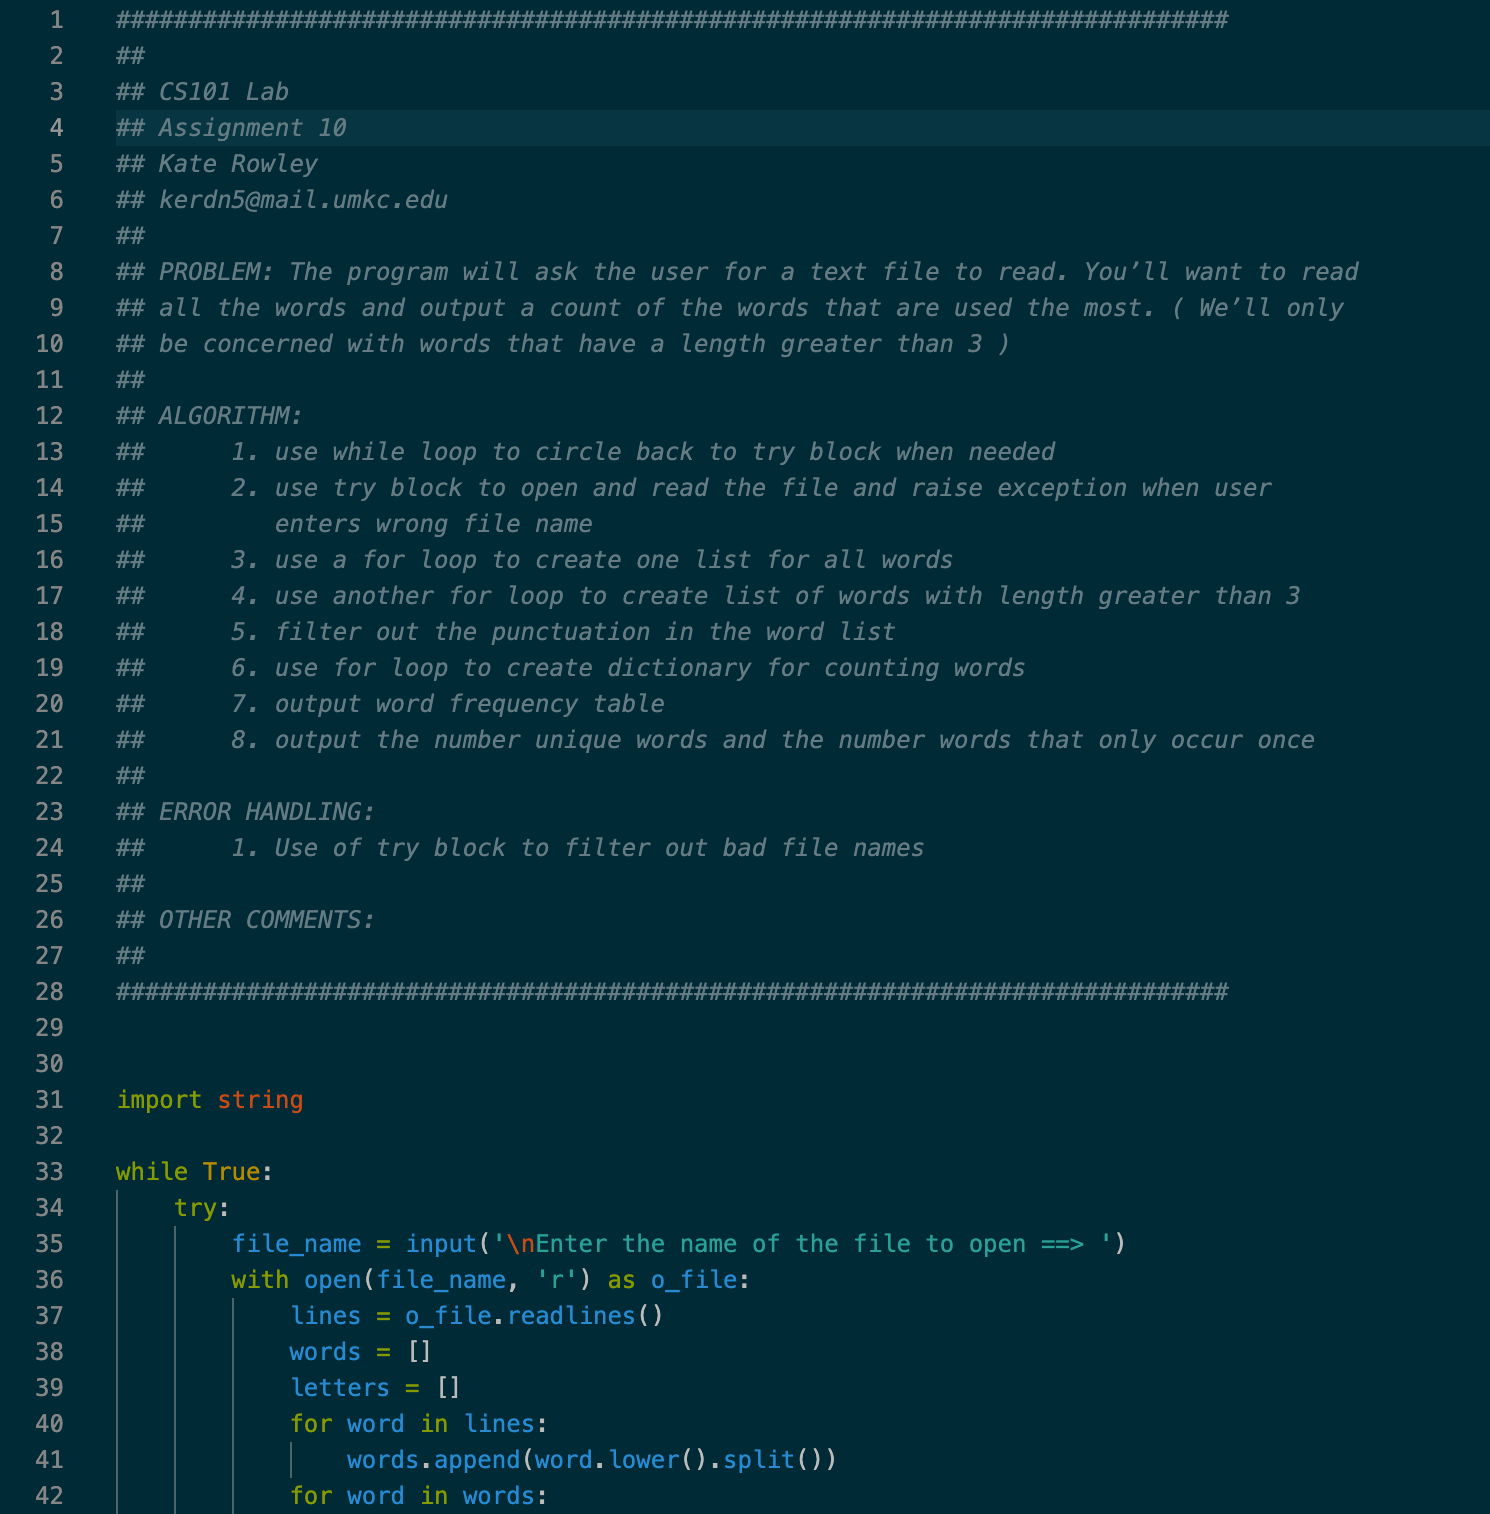 1 #############################################################################
2 ##
3 ## CS101 Lab
4 ## Assignment 10
5 ## Kate Rowley
6 ## kerdn5@mail.umkc.edu
7 ##
8 ## PROBLEM: The program will ask the user for a text file to read. You’ll want to read
9 ## all the words and output a count of the words that are used the most. ( We’ll only
10 ## be concerned with words that have a length greater than 3 )
11 ##
12 ## ALGORITHM:
13 ##      1. use while loop to circle back to try block when needed
14 ##      2. use try block to open and read the file and raise exception when user
15 ##         enters wrong file name
16 ##      3. use a for loop to create one list for all words
17 ##      4. use another for loop to create list of words with length greater than 3
18 ##      5. filter out the punctuation in the word list
19 ##      6. use for loop to create dictionary for counting words
20 ##      7. output word frequency table
21 ##      8. output the number unique words and the number words that only occur once
22 ##
23 ## ERROR HANDLING:
24 ##      1. Use of try block to filter out bad file names
25 ##
26 ## OTHER COMMENTS:
27 ##
28 #############################################################################
29
30
31 import string
32
33 while True:
34     try:
35         file_name = input('\nEnter the name of the file to open ==> ')
36         with open(file_name, 'r') as o_file:
37             lines = o_file.readlines()
38             words = []
39             letters = []
40             for word in lines:
41                 words.append(word.lower().split())
42             for word in words: